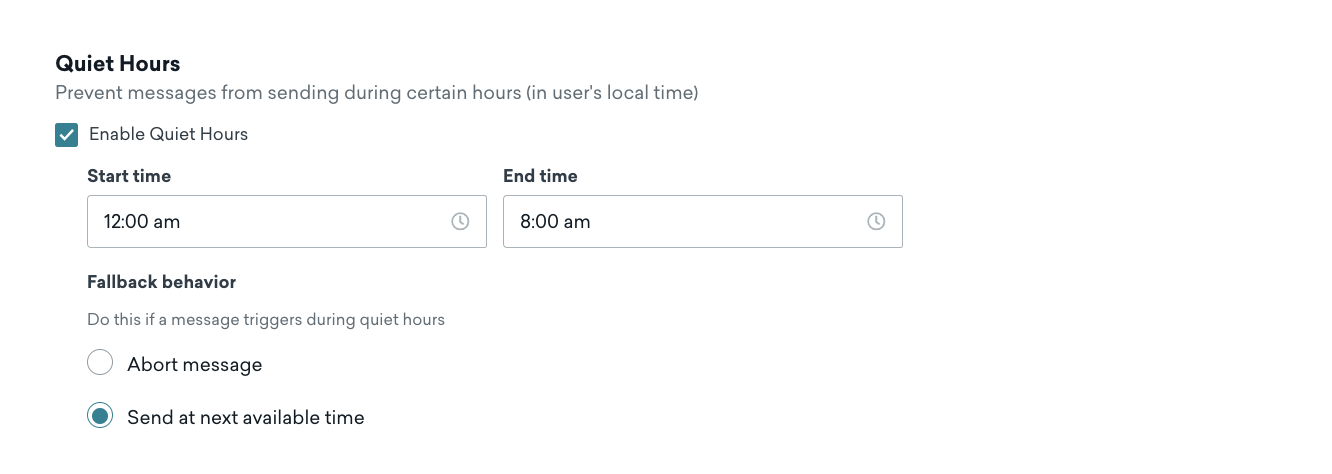 Quiet Hours
Prevent messages from sending during certain hours (in user's local time)
Enable Quiet Hours
Start time
End time
12:00 am
8:00 am
Fallback behavior
Do this if a message triggers during quiet hours
Abort message
Send at next available time